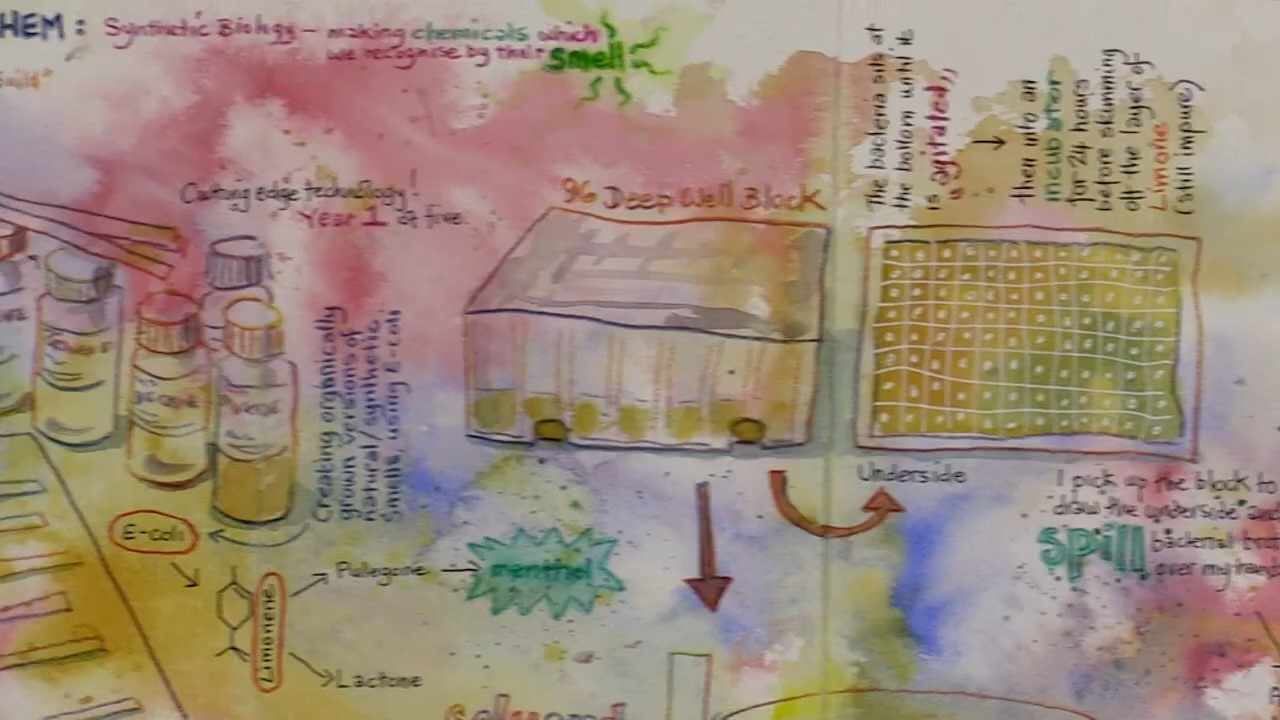 HEM: Synthetic Biology - making chemicals which
we recognise by their smell
Cutting edge technology!
Year 1 of five.
96 Deep Well Block
The bacteria sits at
the bottom until it
is "agitated,"
→ then into an
incubator
for 24 hours
before skimming
off the layer of
Limone
(still impure)
Creating organically
grown versions of
natural/synthetic
smells, using E-coli
E-coli
Limonene
Pulegone → menthol
Lactone
Underside
I pick up the block to
draw the underside
spill bacterial
over my hand